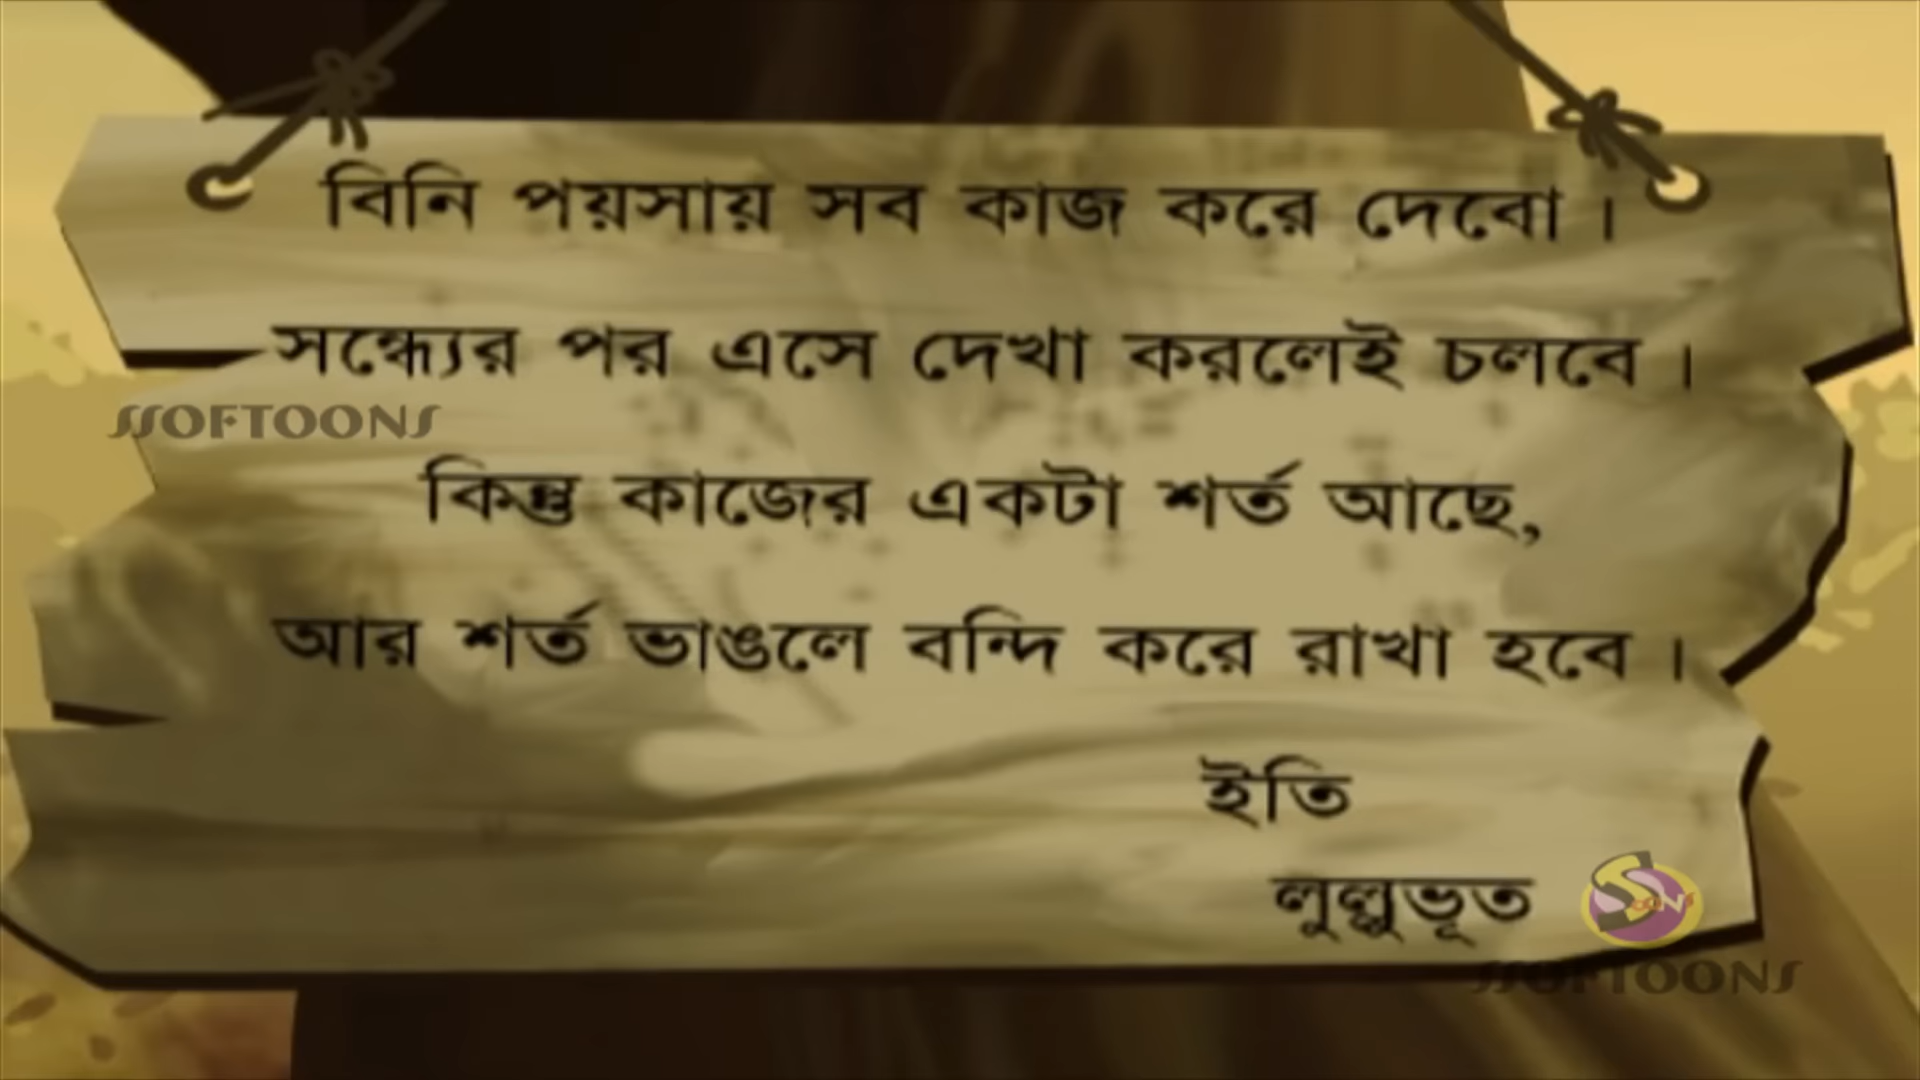 বিনি পয়সায় সব কাজ করে দেবো ।
সন্ধ্যের পর এসে দেখা করলেই চলবে ।
SSOFTOONS
কিন্তু কাজের একটা শর্ত আছে,
আর শর্ত ভাঙলে বন্দি করে রাখা হবে ।
ইতি
লুল্লুভূত
SSOFTOONS